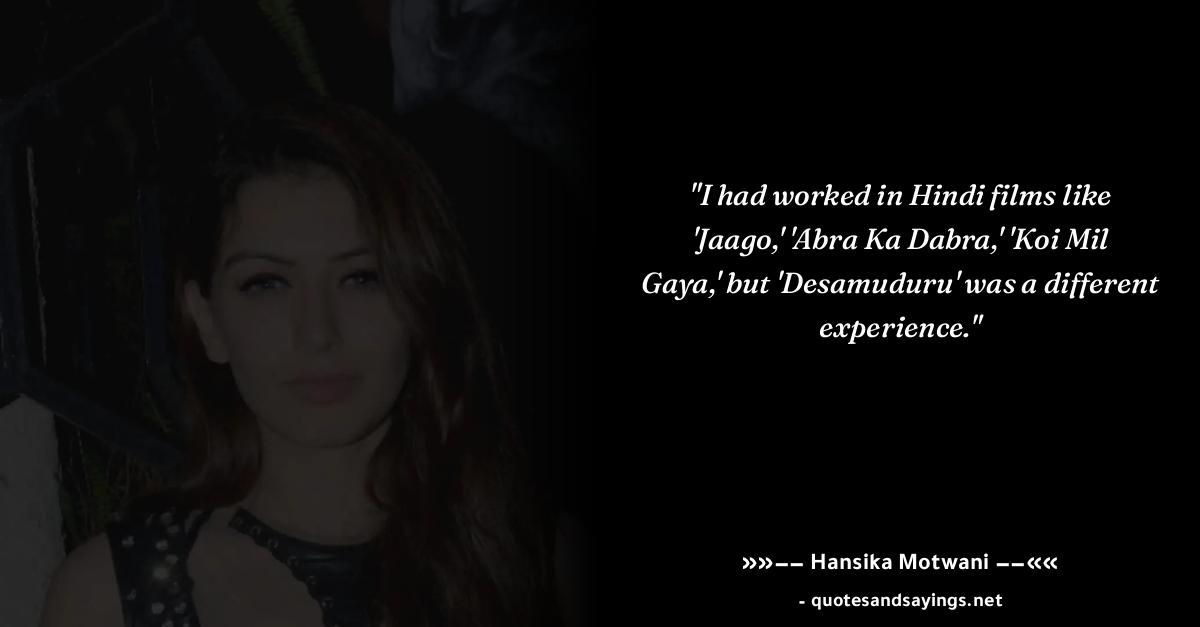 "I had worked in Hindi films like
'Jaago,' 'Abra Ka Dabra,' 'Koi Mil
Gaya,' but 'Desamuduru' was a different
experience."
»»–– Hansika Motwani ––««
- quotesandsayings.net